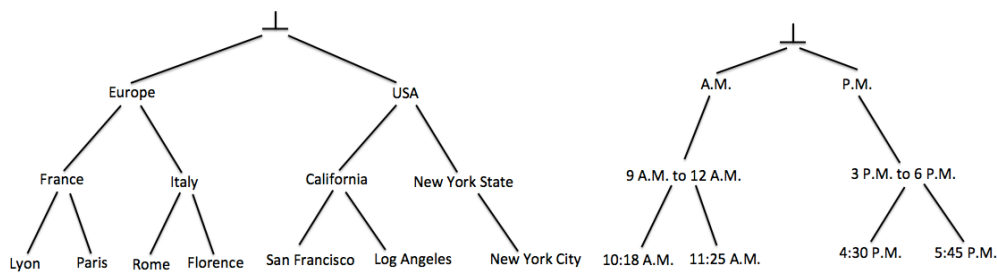 Europe
USA
A.M.
P.M.
France
Italy
California
New York State
9 A.M. to 12 A.M.
3 P.M. to 6 P.M.
Lyon
Paris
Rome
Florence
San Francisco
Log Angeles
New York City
10:18 A.M.
11:25 A.M.
4:30 P.M.
5:45 P.M.